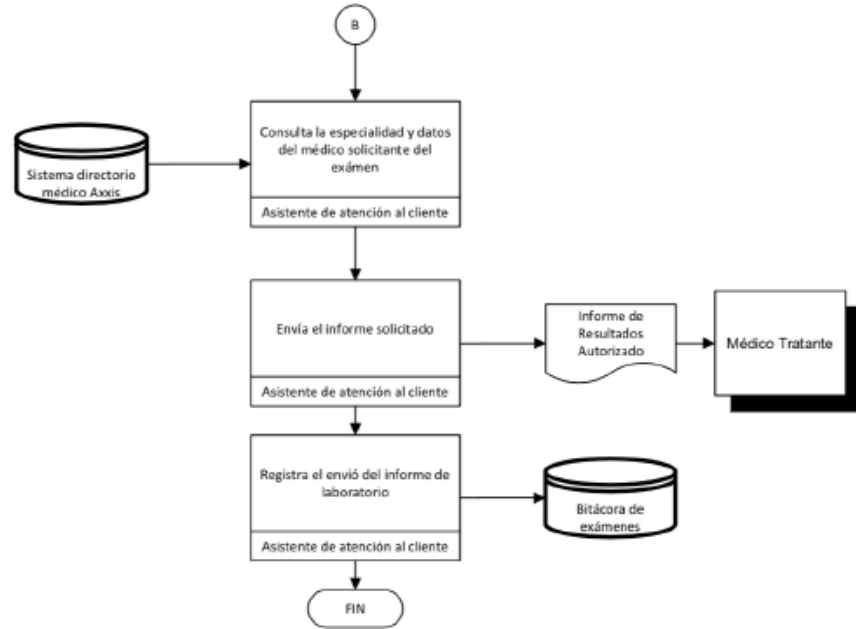 B
Consulta la especialidad y datos
del médico solicitante del
exámen
Asistente de atención al cliente
Sistema directorio
médico Axxis
Envía el informe solicitado
Asistente de atención al cliente
Informe de
Resultados
Autorizado
Médico Tratante
Registra el envió del informe de
laboratorio
Asistente de atención al cliente
Bitácora de
exámenes
FIN